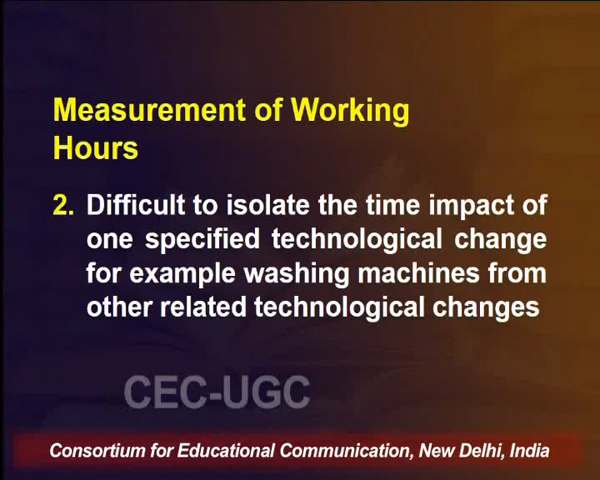 Measurement of Working
Hours
2. Difficult to isolate the time impact of
one specified technological change
for example washing machines from
other related technological changes
CEC-UGC
Consortium for Educational Communication, New Delhi, India